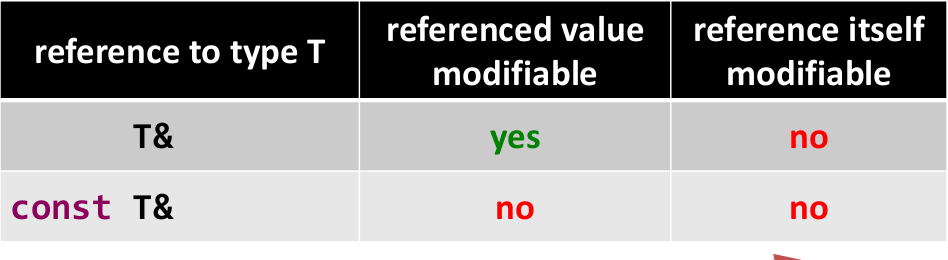 reference to type T
referenced value
modifiable
reference itself
modifiable
T&
yes
no
const T&
no
no